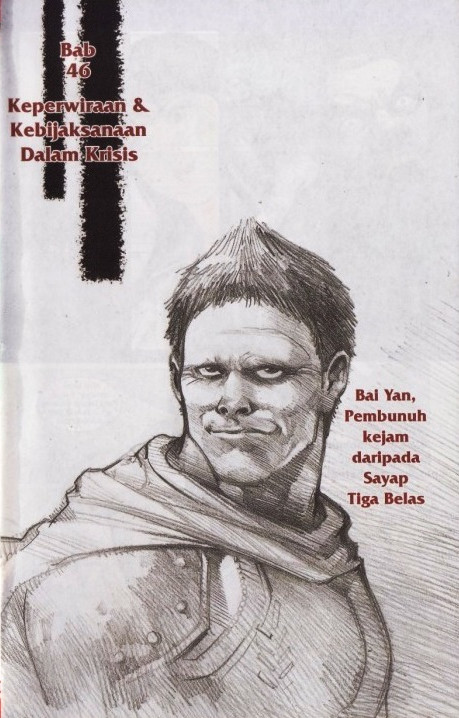 Bab
46
Keperwiraan &
Kebijaksanaan
Dalam Krisis
Bai Yan,
Pembunuh
kejam
daripada
Sayap
Tiga Belas